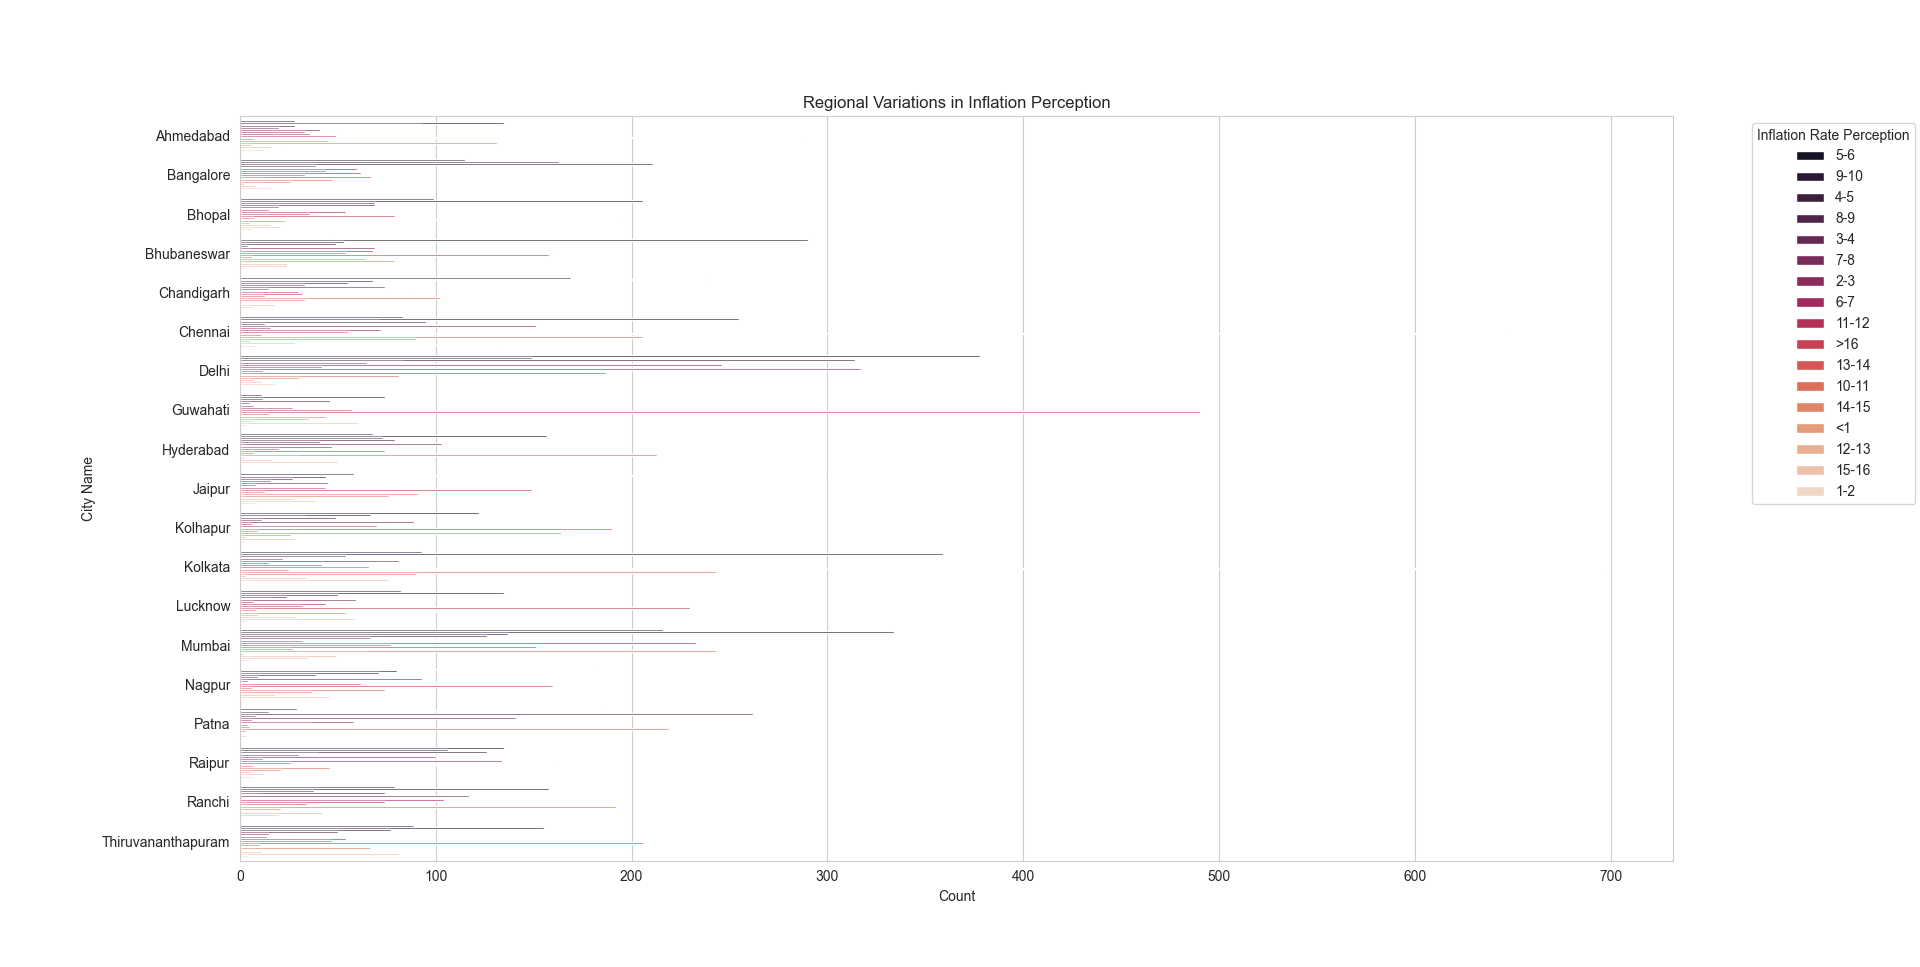 Regional Variations in Inflation Perception
City Name
Ahmedabad
Bangalore
Bhopal
Bhubaneswar
Chandigarh
Chennai
Delhi
Guwahati
Hyderabad
Jaipur
Kolhapur
Kolkata
Lucknow
Mumbai
Nagpur
Patna
Raipur
Ranchi
Thiruvananthapuram
0 100 200 300 400 500 600 700
Count
Inflation Rate Perception
5-6
9-10
4-5
8-9
3-4
7-8
2-3
6-7
11-12
>16
13-14
10-11
14-15
<1
12-13
15-16
1-2